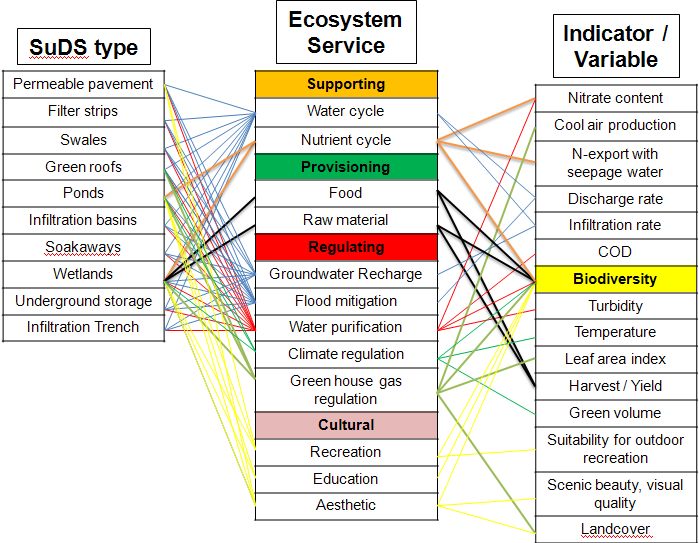 SuDS type
Permeable pavement
Filter strips
Swales
Green roofs
Ponds
Infiltration basins
Soakaways
Wetlands
Underground storage
Infiltration Trench
Ecosystem
Service
Supporting
Water cycle
Nutrient cycle
Provisioning
Food
Raw material
Regulating
Groundwater Recharge
Flood mitigation
Water purification
Climate regulation
Green house gas
regulation
Cultural
Recreation
Education
Aesthetic
Indicator /
Variable
Nitrate content
Cool air production
N-export with
seepage water
Discharge rate
Infiltration rate
COD
Biodiversity
Turbidity
Temperature
Leaf area index
Harvest / Yield
Green volume
Suitability for outdoor
recreation
Scenic beauty, visual
quality
Landcover